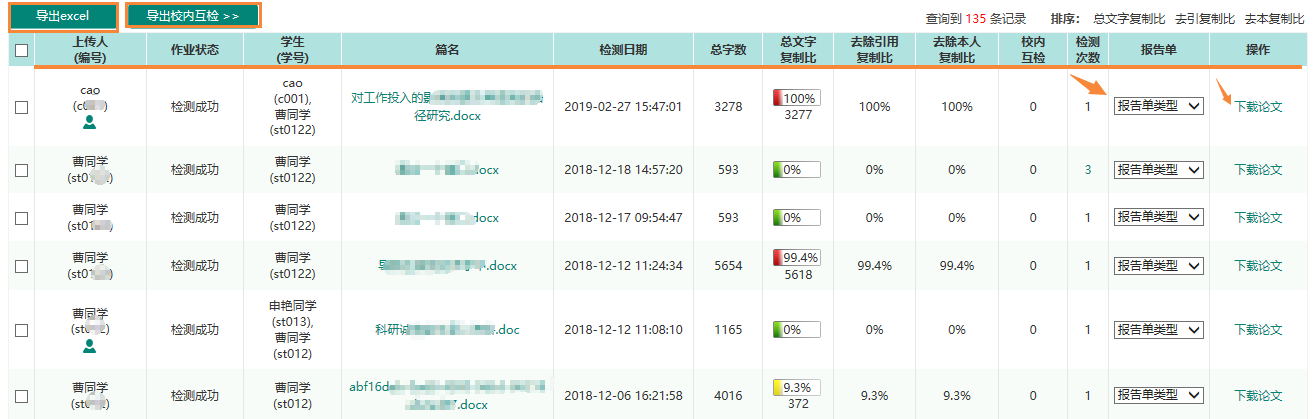 导出excel 导出校内互检 >> 查询到 135 条记录 排序: 总文字复制比 去引复制比 去本复制比
上传人 (编号) 作业状态 学生 (学号) 篇名 检测日期 总字数 总文字 复制比 去除引用 复制比 去除本人 复制比 校内 互检 检测 次数 报告单 操作
cao
(c
检测成功
cao
(c001),
曹同学
(st0122)
对工作投入的
径研究.docx
2019-02-27 15:47:01 3278
100%
3277
100% 100% 0 1 报告单类型 下载论文
曹同学
检测成功
曹同学
(st0122)
.docx
2018-12-18 14:57:20 593 0% 0% 0% 0 3 报告单类型 下载论文
曹同学
检测成功
曹同学
(st0122)
.docx
2018-12-17 09:54:47 593 0% 0% 0% 0 1 报告单类型 下载论文
曹同学
检测成功
曹同学
(st0122)
.docx
2018-12-12 11:24:34 5654
99.4%
5618
99.4% 99.4% 0 1 报告单类型 下载论文
曹同学
检测成功
申艳同学
(st013),
曹同学
(st012)
科研 .doc
2018-12-12 11:08:10 1165 0% 0% 0% 0 1 报告单类型 下载论文
曹同学
检测成功
曹同学
(st012)
abf16d
.docx
2018-12-06 16:21:58 4016
9.3%
372
9.3% 9.3% 0 1 报告单类型 下载论文